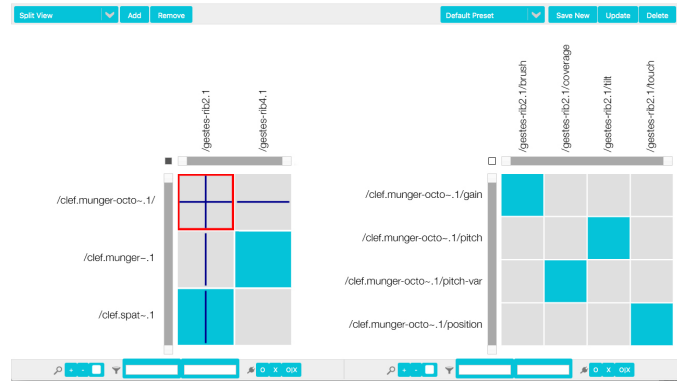 Split View Add Remove Default Preset Save New Update Delete
/gestes-rib2.1
/gestes-rib4.1
/clef.munger-octo~.1/
/clef.munger~.1
/clef.spat~.1
/gestes-rib2.1/brush
/gestes-rib2.1/coverage
/gestes-rib2.1/tilt
/gestes-rib2.1/touch
/clef.munger-octo~.1/gain
/clef.munger-octo~.1/pitch
/clef.munger-octo~.1/pitch-var
/clef.munger-octo~.1/position
+ - O X O|X
+ - O X O|X